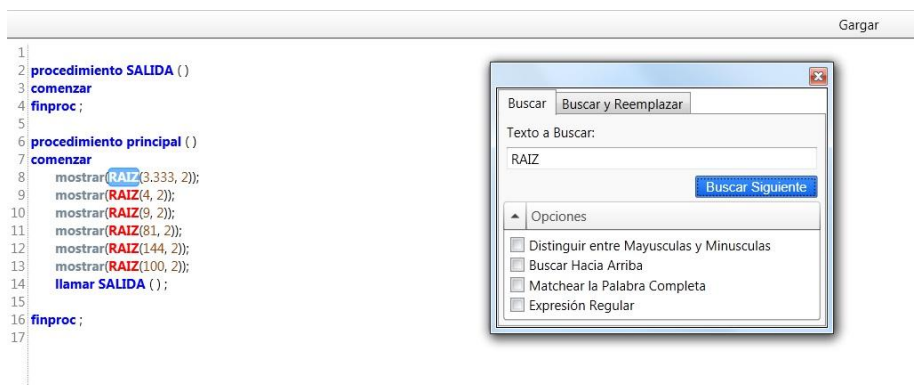 Gargar
1
2 procedimiento SALIDA ( )
3 comenzar
4 finproc ;
5
6 procedimiento principal ( )
7 comenzar
8 mostrar(RAIZ(3.333, 2));
9 mostrar(RAIZ(4, 2));
10 mostrar(RAIZ(9, 2));
11 mostrar(RAIZ(81, 2));
12 mostrar(RAIZ(144, 2));
13 mostrar(RAIZ(100, 2));
14 llamar SALIDA ( ) ;
15
16 finproc ;
17
Buscar Buscar y Reemplazar
Texto a Buscar:
RAIZ
Buscar Siguiente
Opciones
Distinguir entre Mayusculas y Minusculas
Buscar Hacia Arriba
Matchear la Palabra Completa
Expresión Regular